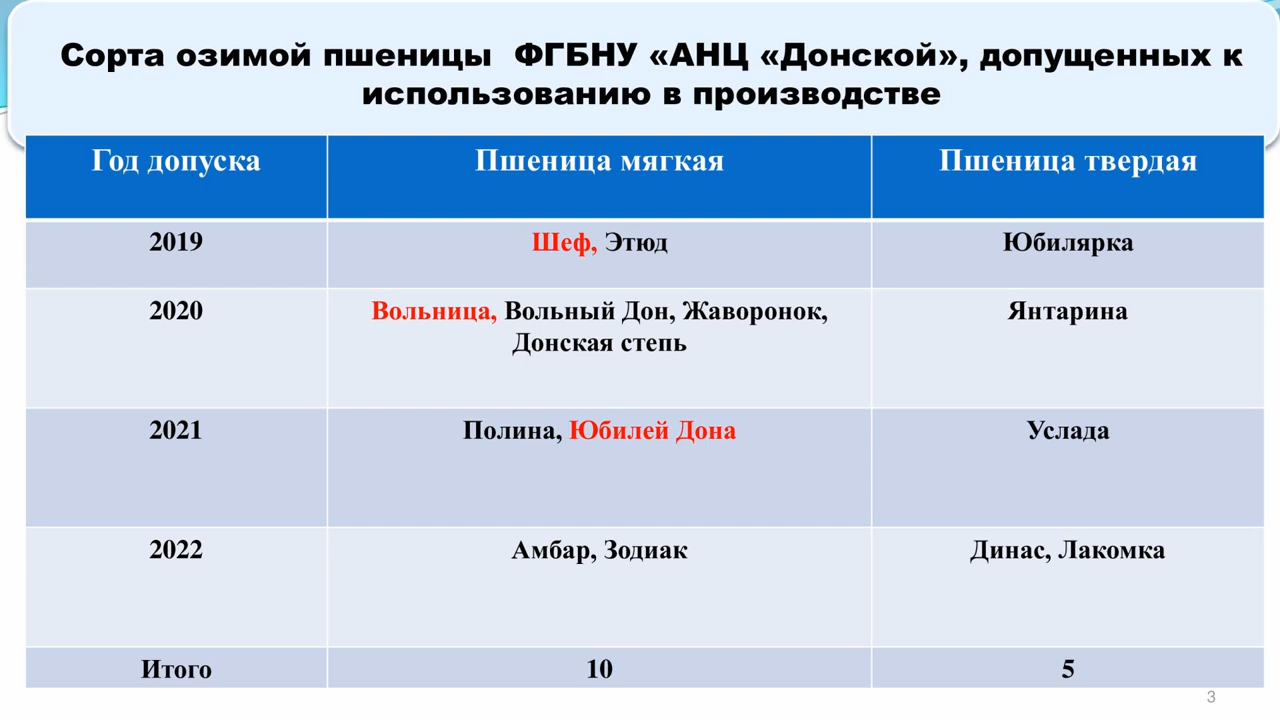 Сорта озимой пшеницы ФГБНУ «АНЦ «Донской», допущенных к
использованию в производстве
Год допуска Пшеница мягкая Пшеница твердая
2019 Шеф, Этюд Юбилярка
2020 Вольница, Вольный Дон, Жаворонок, Янтарина
Донская степь
2021 Полина, Юбилей Дона Услада
2022 Амбар, Зодиак Динас, Лакомка
Итого 10 5
3